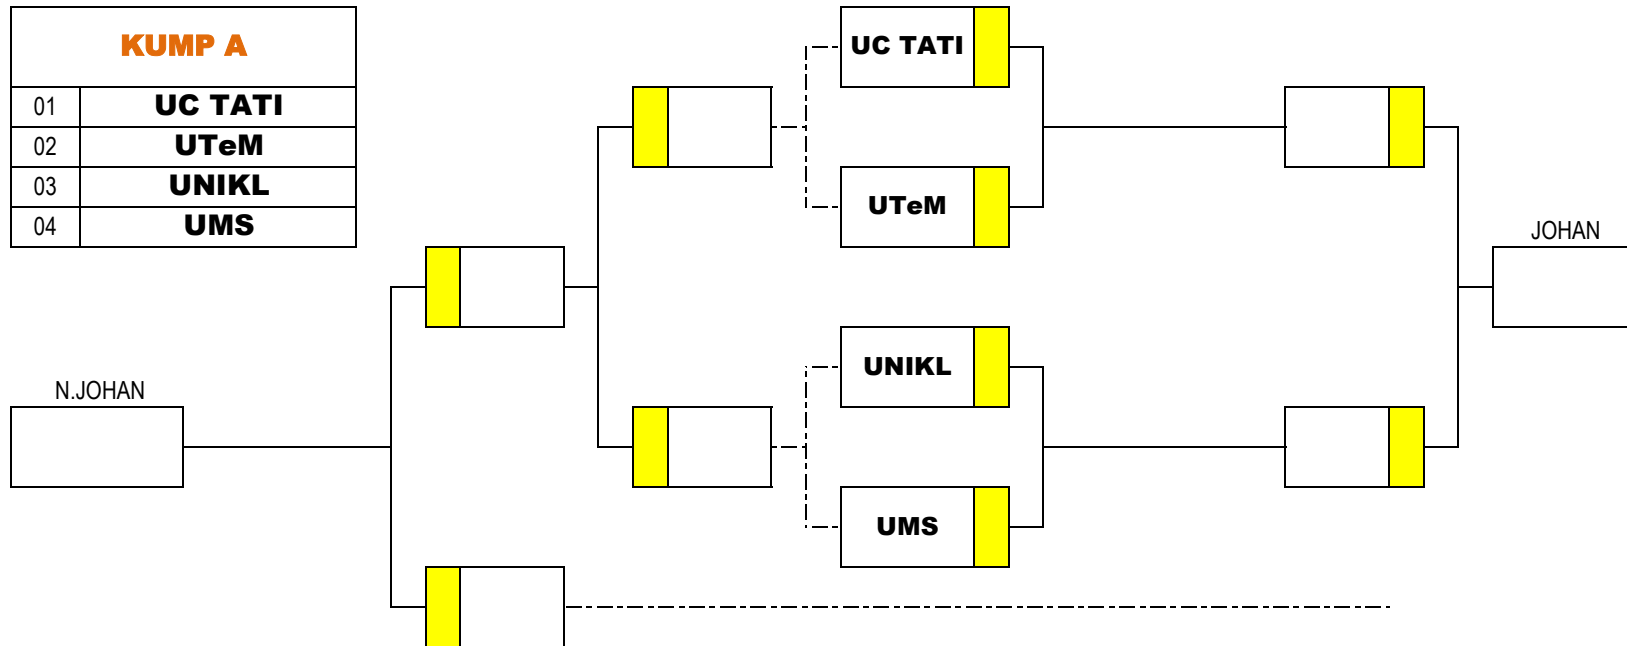 KUMP A
01 UC TATI
02 UTeM
03 UNIKL
04 UMS
UC TATI
UTeM
JOHAN
UNIKL
N.JOHAN
UMS